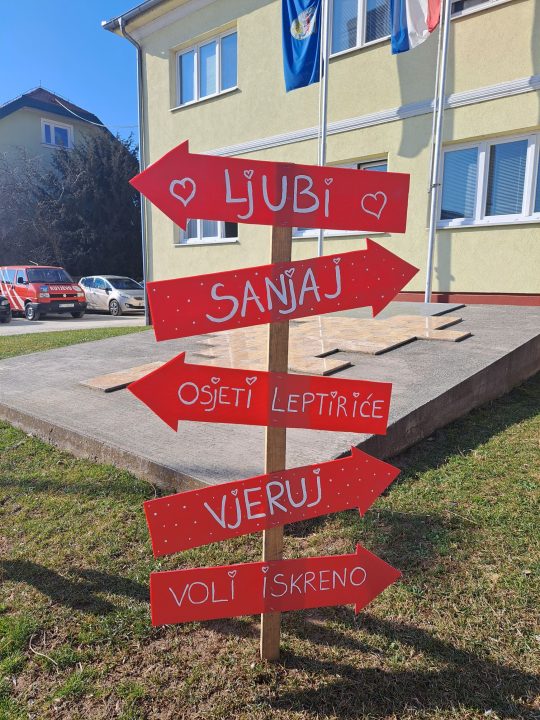 LJUBI
SANJAJ
OSJETI LEPTIRIĆE
VJERUJ
VOLI ISKRENO